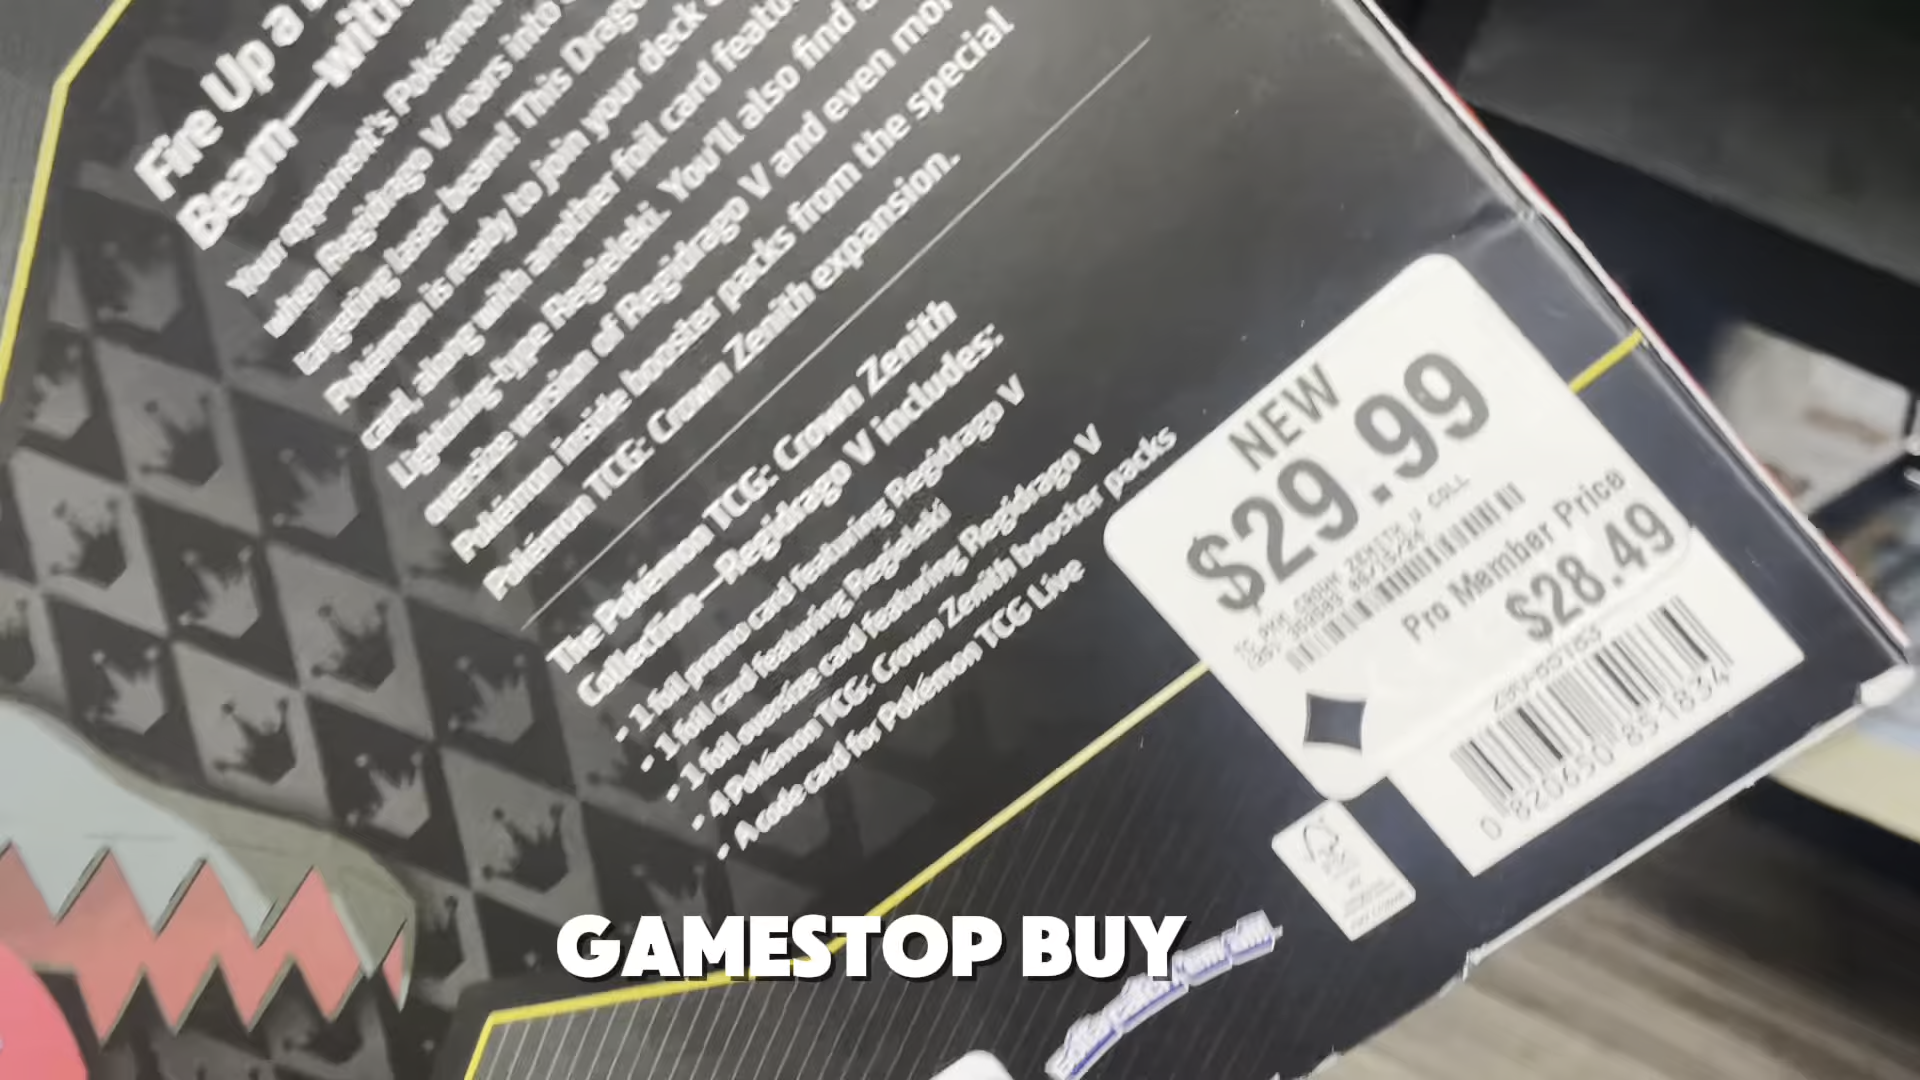 Fire Up a
Beam—with
Your opponent's Pokémon
when Regidrago V roars into
targeting laser beam! This Drago
Pokémon is ready to join your deck
card, along with another foil card featu
Lightning-type Regieleki. You'll also find
oversize version of Regidrago V and even mor
Pokémon inside booster packs from the special
Pokémon TCG: Crown Zenith expansion.
The Pokémon TCG: Crown Zenith
Collection—Regidrago V includes:
- 1 foil promo card featuring Regidrago V
- 1 foil card featuring Regieleki
- 1 foil oversize card featuring Regidrago V
- 4 Pokémon TCG: Crown Zenith booster packs
- A code card for Pokémon TCG Live
NEW
$29.99
Pro Member Price
$28.49
0 820650 851834
GAMESTOP BUY